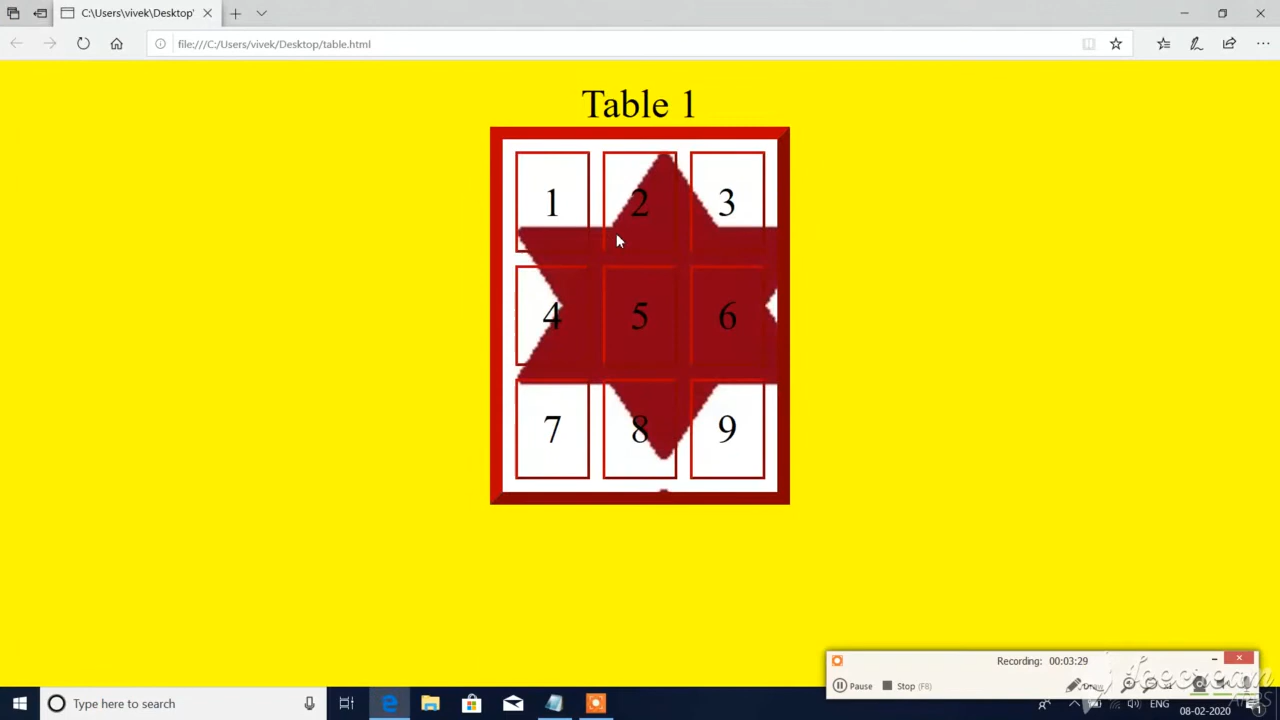 C:\Users\vivek\Desktop'
file:///C:/Users/vivek/Desktop/table.html
Table 1
1 2 3
4 5 6
7 8 9
Recording: 00:03:29
Pause Stop (F8) Draw
Type here to search
ENG
08-02-2020